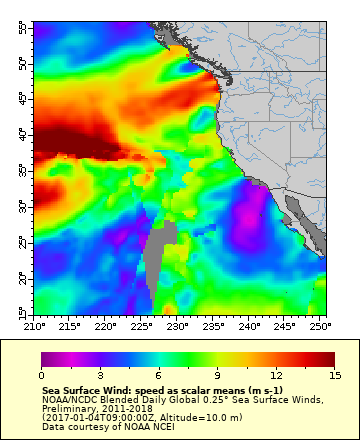 55°
50°
45°
40°
35°
30°
25°
20°
15°
210° 215° 220° 225° 230° 235° 240° 245° 250°
0 3 6 9 12 15
Sea Surface Wind: speed as scalar means (m s-1)
NOAA/NCDC Blended Daily Global 0.25° Sea Surface Winds,
Preliminary, 2011-2018
(2017-01-04T09:00:00Z, Altitude=10.0 m)
Data courtesy of NOAA NCEI